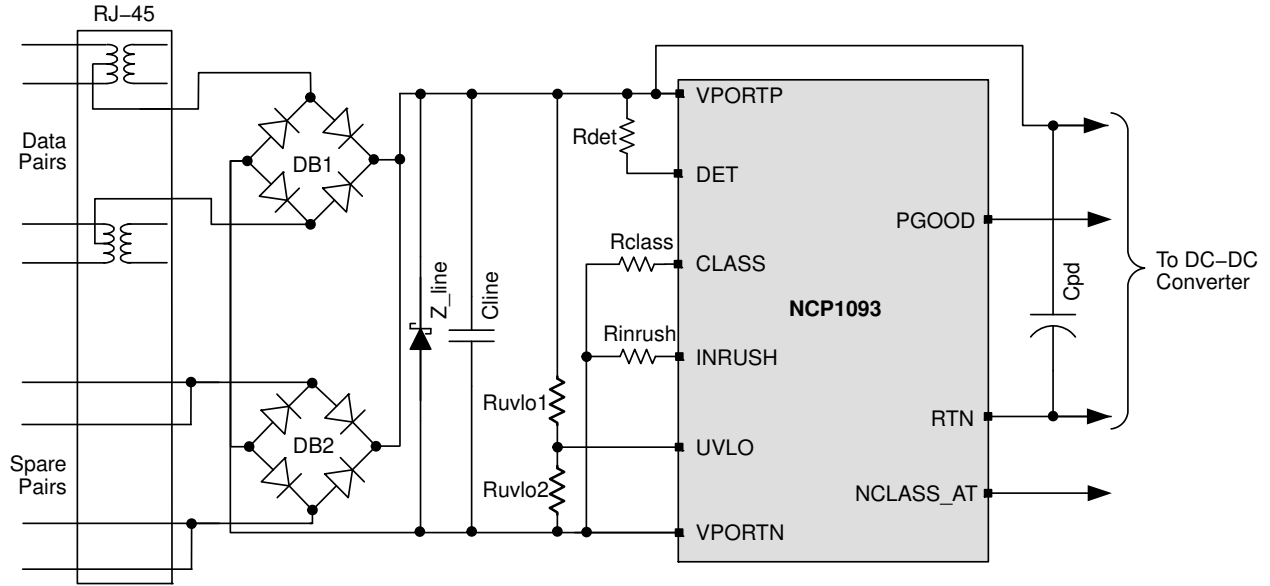 RJ−45
Data
Pairs
Spare
Pairs
DB1
DB2
Z_line
Cline
Ruvlo1
Ruvlo2
Rdet
Rclass
Rinrush
VPORTP
DET
CLASS
INRUSH
UVLO
VPORTN
NCP1093
PGOOD
RTN
NCLASS_AT
Cpd
To DC−DC
Converter